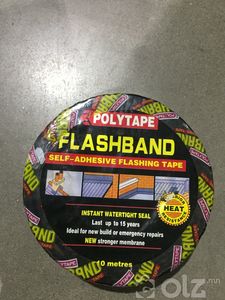 POLYTAPE
FLASHBAND
SELF-ADHESIVE FLASHING TAPE
HEAT
INSTANT WATERTIGHT SEAL
Last up to 15 years
Ideal for new build or emergency repairs
NEW stronger membrane
10 metres
olz.mn